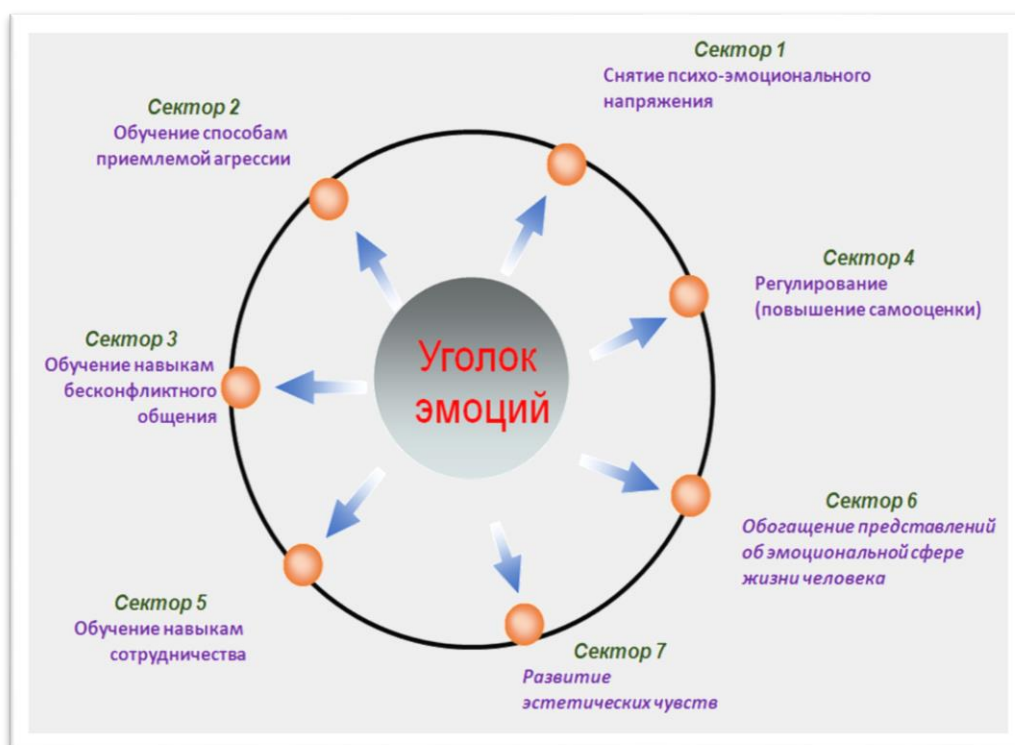 Сектор 1
Снятие психо-эмоционального
напряжения
Сектор 2
Обучение способам
приемлемой агрессии
Сектор 4
Регулирование
(повышение самооценки)
Сектор 3
Обучение навыкам
бесконфликтного
общения
Уголок
эмоций
Сектор 6
Обогащение представлений
об эмоциональной сфере
жизни человека
Сектор 5
Обучение навыкам
сотрудничества
Сектор 7
Развитие
эстетических чувств